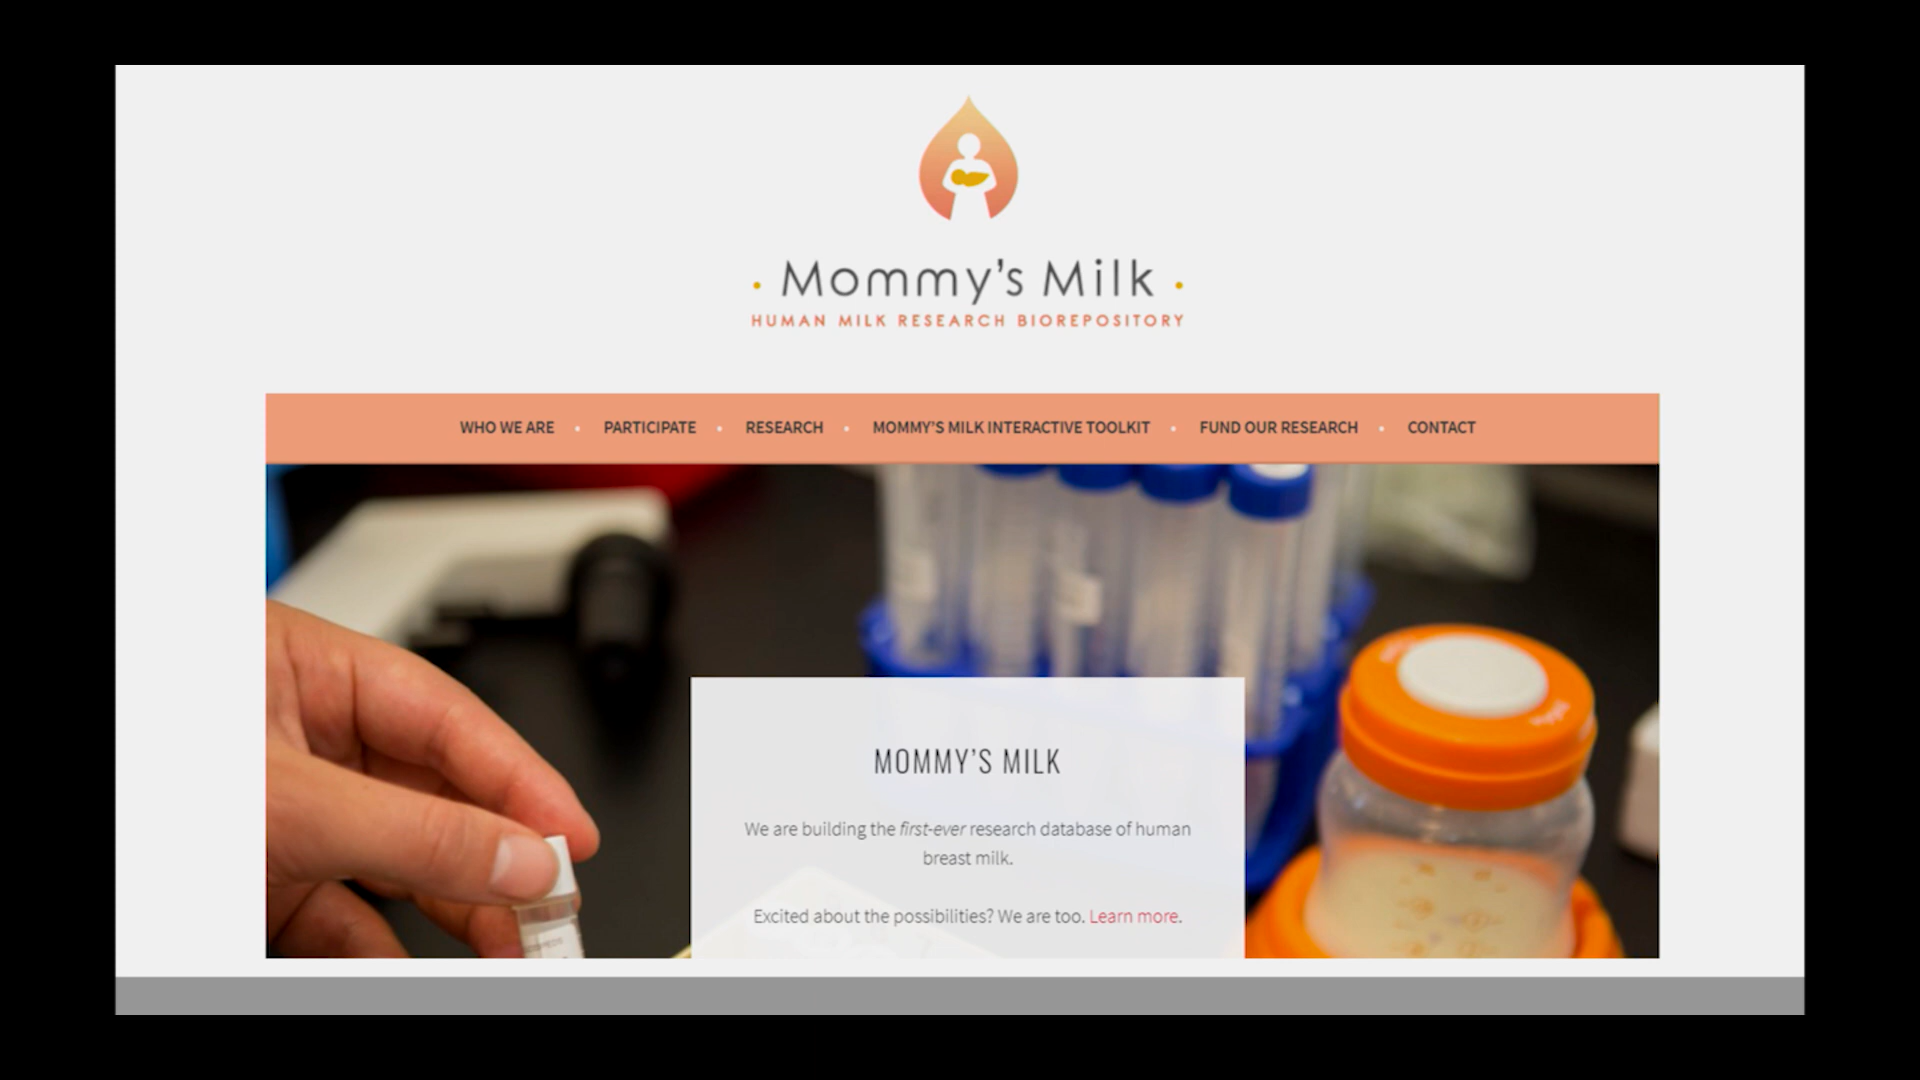 Mommy's Milk
HUMAN MILK RESEARCH BIOREPOSITORY
WHO WE ARE • PARTICIPATE • RESEARCH • MOMMY'S MILK INTERACTIVE TOOLKIT • FUND OUR RESEARCH • CONTACT
MOMMY'S MILK
We are building the first-ever research database of human
breast milk.
Excited about the possibilities? We are too. Learn more.